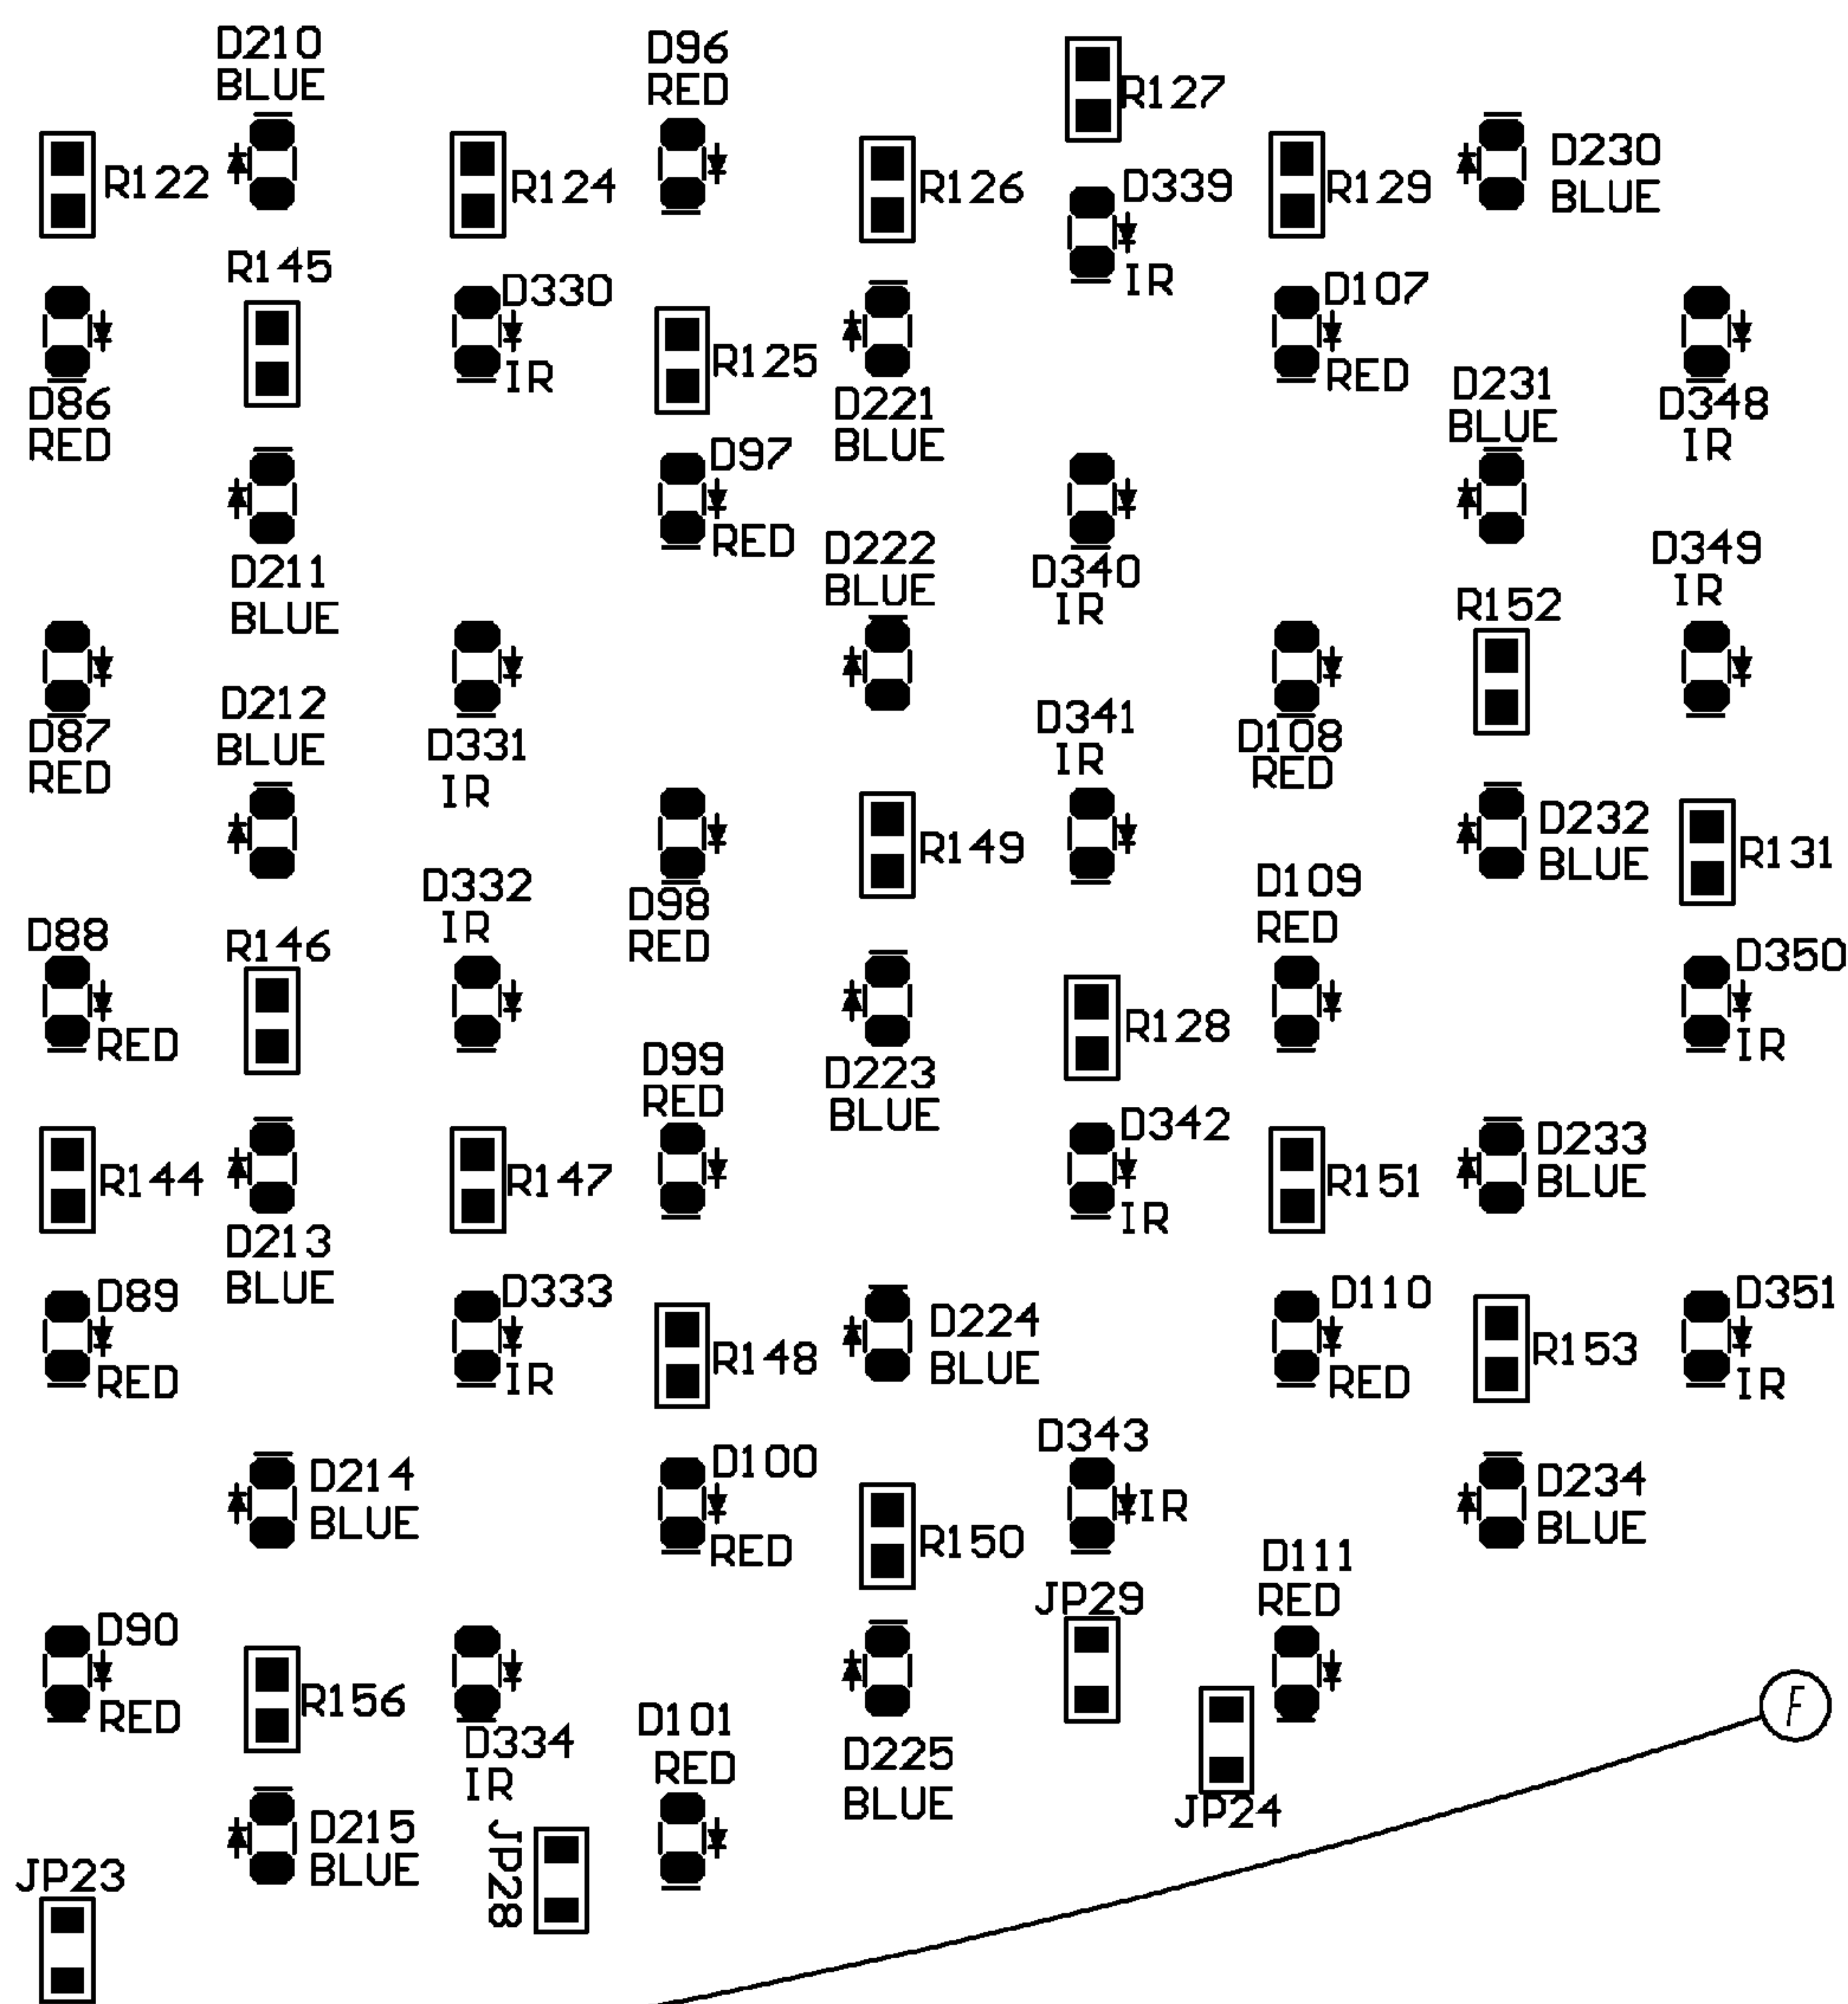 D210
BLUE
D96
RED
R127
R122
R124
R126
D339
IR
R129
D230
BLUE
R145
D330
IR
R125
D107
RED
D86
RED
D221
BLUE
D231
BLUE
D348
IR
D97
RED
D211
BLUE
D222
BLUE
D340
IR
D349
IR
R152
D87
RED
D212
BLUE
D331
IR
D341
IR
D108
RED
R149
D232
BLUE
R131
D332
IR
D98
RED
D109
RED
D88
RED
R146
D350
IR
R128
D99
RED
D223
BLUE
D342
IR
R144
R147
R151
D233
BLUE
D213
BLUE
D89
RED
D333
IR
R148
D224
BLUE
D110
RED
R153
D351
IR
D214
BLUE
D100
RED
D343
IR
R150
D234
BLUE
D111
RED
JP29
D90
RED
R156
D334
IR
D101
RED
D225
BLUE
F
JP24
D215
BLUE
JP28
JP23